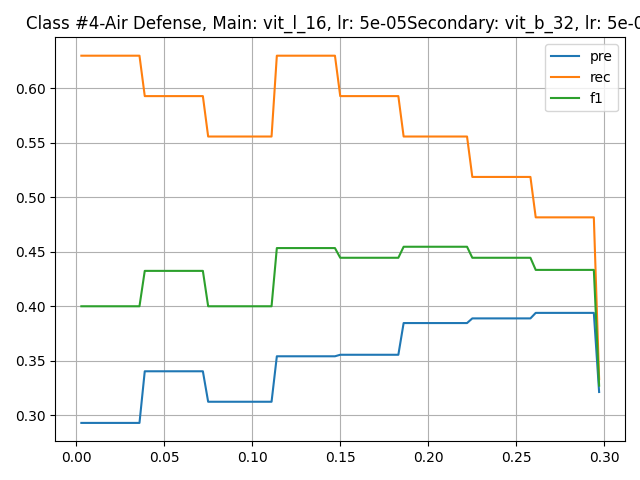 Class #4-Air Defense, Main: vit_l_16, lr: 5e-05Secondary: vit_b_32, lr: 5e-0
pre
rec
f1
0.60
0.55
0.50
0.45
0.40
0.35
0.30
0.00 0.05 0.10 0.15 0.20 0.25 0.30